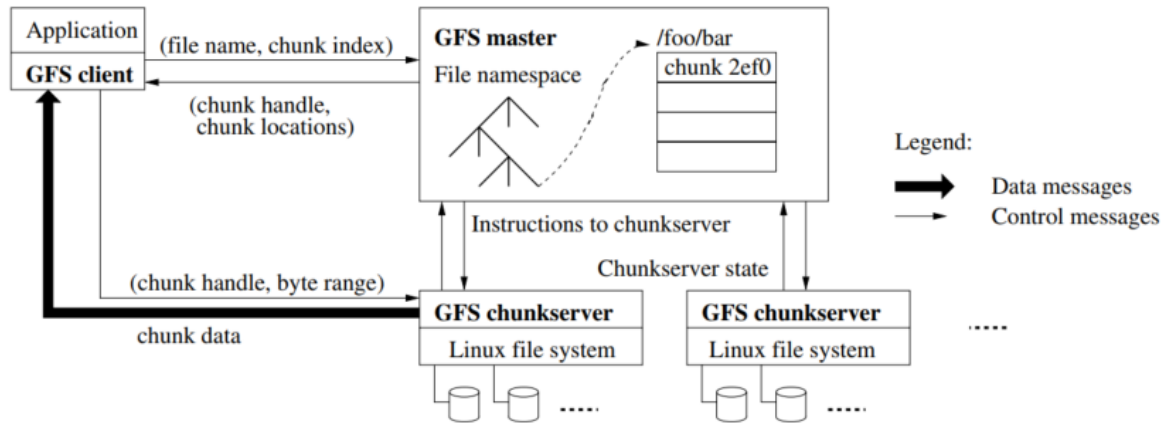 Application
GFS client
(file name, chunk index)
(chunk handle,
chunk locations)
GFS master
File namespace
/foo/bar
chunk 2ef0
Legend:
Data messages
Control messages
Instructions to chunkserver
Chunkserver state
(chunk handle, byte range)
chunk data
GFS chunkserver
Linux file system
GFS chunkserver
Linux file system